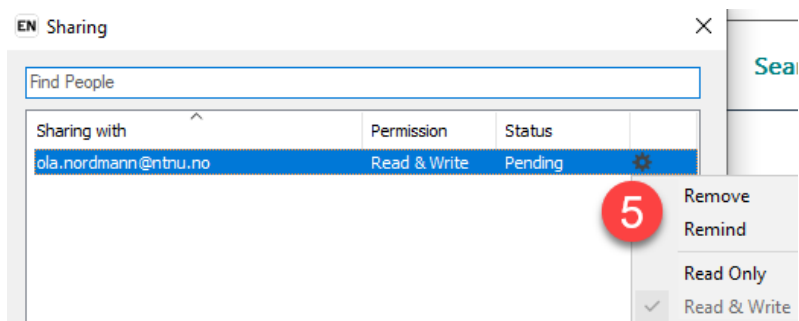 EN Sharing
Find People
Sear
Sharing with Permission Status
ola.nordmann@ntnu.no Read & Write Pending
5
Remove
Remind
Read Only
Read & Write